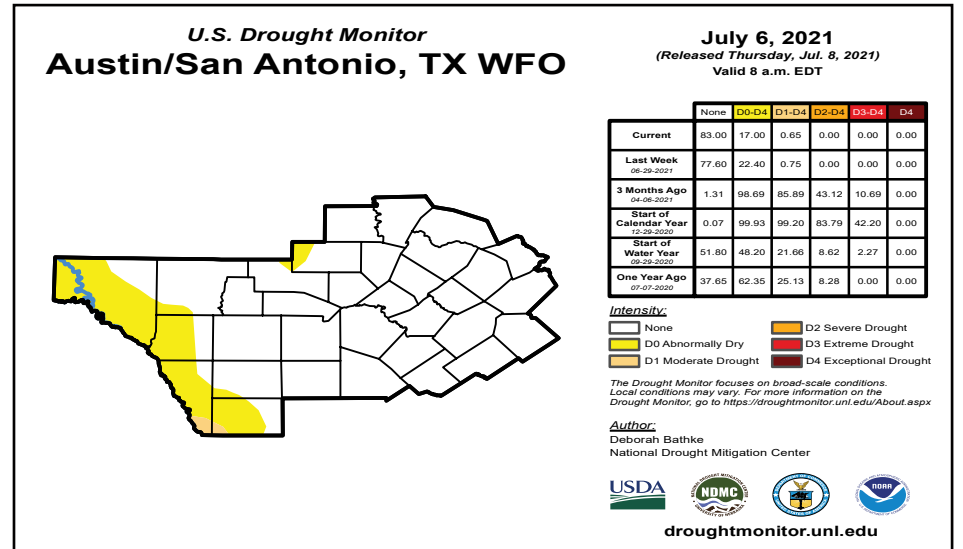 U.S. Drought Monitor
Austin/San Antonio, TX WFO
July 6, 2021
(Released Thursday, Jul. 8, 2021)
Valid 8 a.m. EDT
None D0-D4 D1-D4 D2-D4 D3-D4 D4
Current 83.00 17.00 0.65 0.00 0.00 0.00
Last Week 06-29-2021 77.60 22.40 0.75 0.00 0.00 0.00
3 Months Ago 04-06-2021 1.31 98.69 85.89 43.12 10.69 0.00
Start of Calendar Year 12-29-2020 0.07 99.93 99.20 83.79 42.20 0.00
Start of Water Year 09-29-2020 51.80 48.20 21.66 8.62 2.27 0.00
One Year Ago 07-07-2020 37.65 62.35 25.13 8.28 0.00 0.00
Intensity:
None
D0 Abnormally Dry
D1 Moderate Drought
D2 Severe Drought
D3 Extreme Drought
D4 Exceptional Drought
The Drought Monitor focuses on broad-scale conditions.
Local conditions may vary. For more information on the
Drought Monitor, go to https://droughtmonitor.unl.edu/About.aspx
Author:
Deborah Bathke
National Drought Mitigation Center
USDA
NDMC
NOAA
droughtmonitor.unl.edu